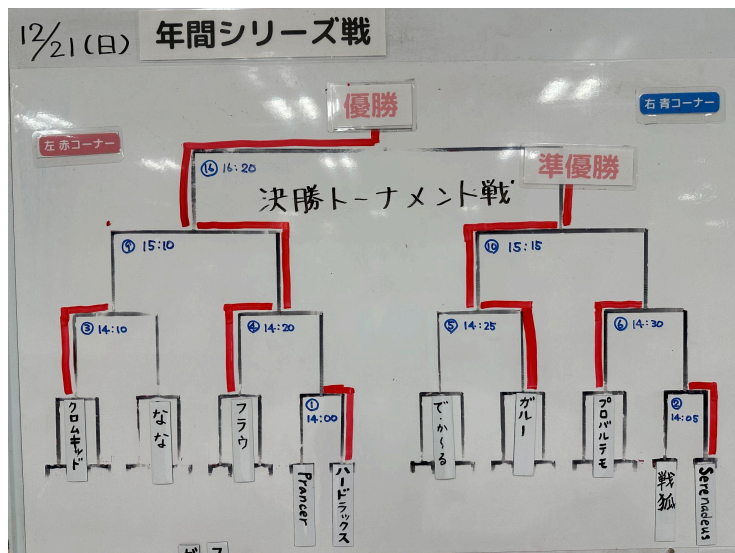 12/21(日)
年間シリーズ戦
優勝
右 青コーナー
左 赤コーナー
準優勝
⑭ 16:20
決勝トーナメント戦
⑨ 15:10
⑩ 15:15
③ 14:10
④ 14:20
⑤ 14:25
⑥ 14:30
① 14:00
② 14:05
クロムキッド
なな
フラウ
Prancer
ハードラックス
で・か〜る
ガルー
プロバルテモ
戦狐
Serenadeus